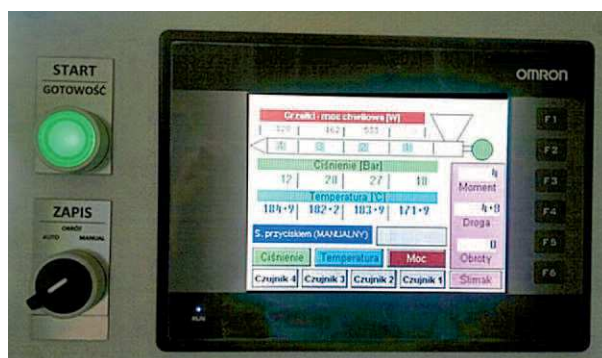 START
GOTOWOŚĆ
ZAPIS
OBRÓT
AUTO MANUAL
OMRON
Grzałki - moc chwilowa [W]
Ciśnienie [Bar]
12 28 27 18
Temperatura [°C]
184.9 182.2 183.9 171.9
S. przyciskiem (MANUALNY)
Ciśnienie Temperatura Moc
Czujnik 4 Czujnik 3 Czujnik 2 Czujnik 1
4
Moment
Droga
Obroty
Ślimak
RUN
F1
F2
F3
F4
F5
F6